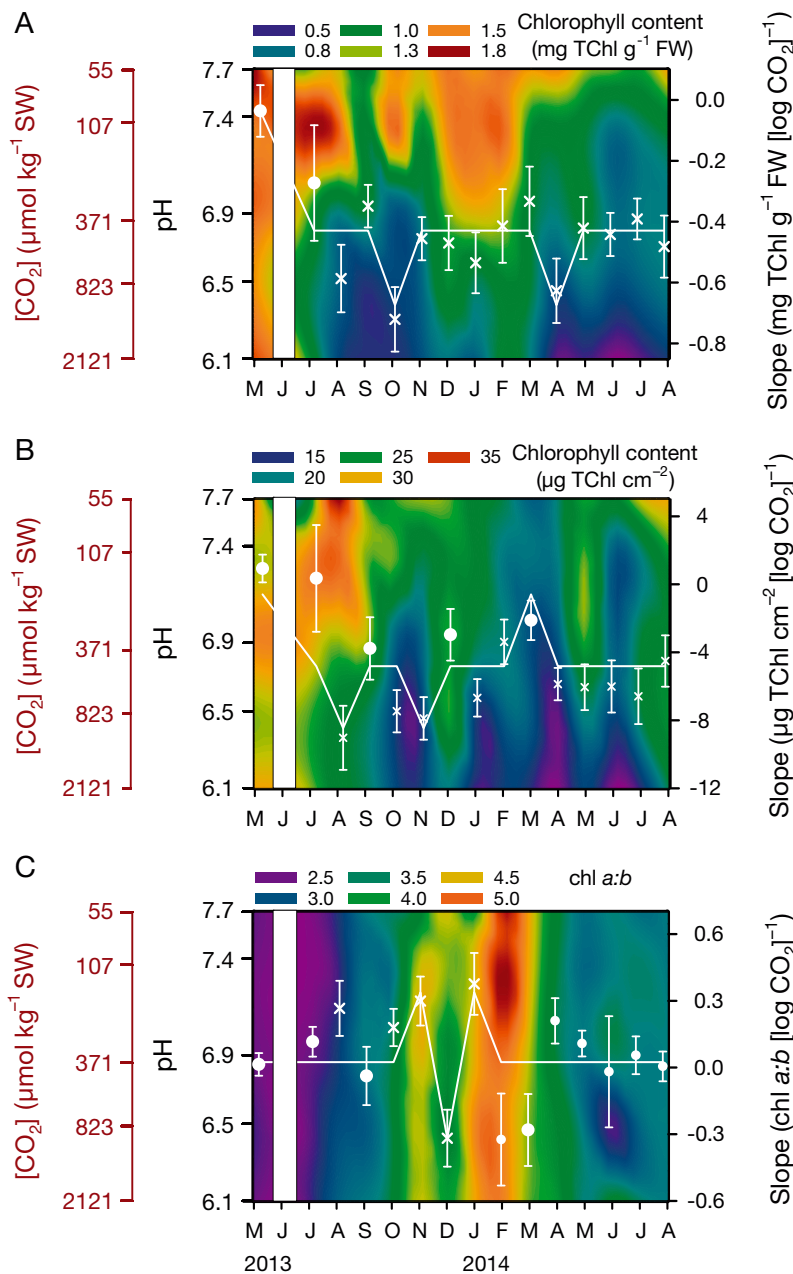 A
0.5 1.0 1.5 Chlorophyll content
0.8 1.3 1.8 (mg TChl g⁻¹ FW)
[CO₂] (µmol kg⁻¹ SW)
55
107
371
823
2121
pH
7.7
7.4
6.9
6.5
6.1
0.0
-0.2
-0.4
-0.6
-0.8
Slope (mg TChl g⁻¹ FW [log CO₂]⁻¹)
M J J A S O N D J F M A M J J A
B
15 25 35 Chlorophyll content
20 30 (µg TChl cm⁻²)
[CO₂] (µmol kg⁻¹ SW)
55
107
371
823
2121
pH
7.7
7.4
6.9
6.5
6.1
4
0
-4
-8
-12
Slope (µg TChl cm⁻² [log CO₂]⁻¹)
M J J A S O N D J F M A M J J A
C
2.5 3.5 4.5 chl a:b
3.0 4.0 5.0
[CO₂] (µmol kg⁻¹ SW)
55
107
371
823
2121
pH
7.7
7.4
6.9
6.5
6.1
0.6
0.3
0.0
-0.3
-0.6
Slope (chl a:b [log CO₂]⁻¹)
M J J A S O N D J F M A M J J A
2013 2014